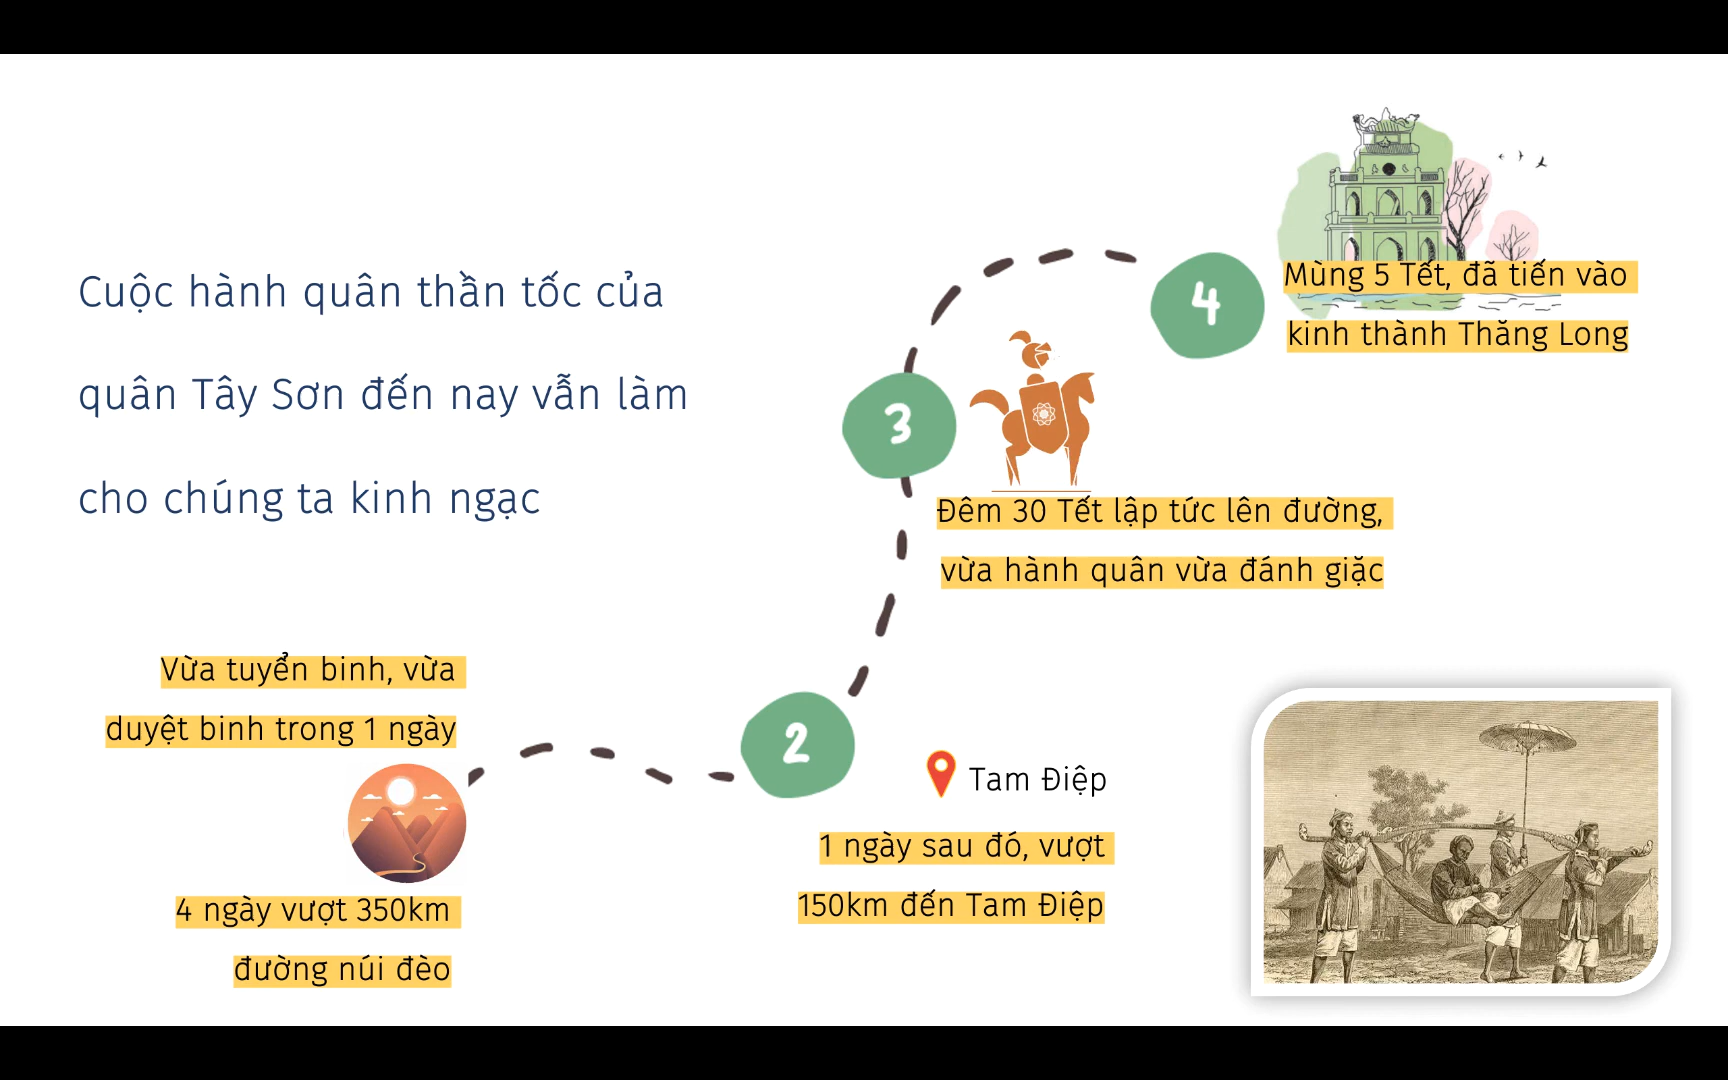 Cuộc hành quân thần tốc của
quân Tây Sơn đến nay vẫn làm
cho chúng ta kinh ngạc
Vừa tuyển binh, vừa
duyệt binh trong 1 ngày
4 ngày vượt 350km
đường núi đèo
2
Tam Điệp
1 ngày sau đó, vượt
150km đến Tam Điệp
3
Đêm 30 Tết lập tức lên đường,
vừa hành quân vừa đánh giặc
4
Mùng 5 Tết, đã tiến vào
kinh thành Thăng Long